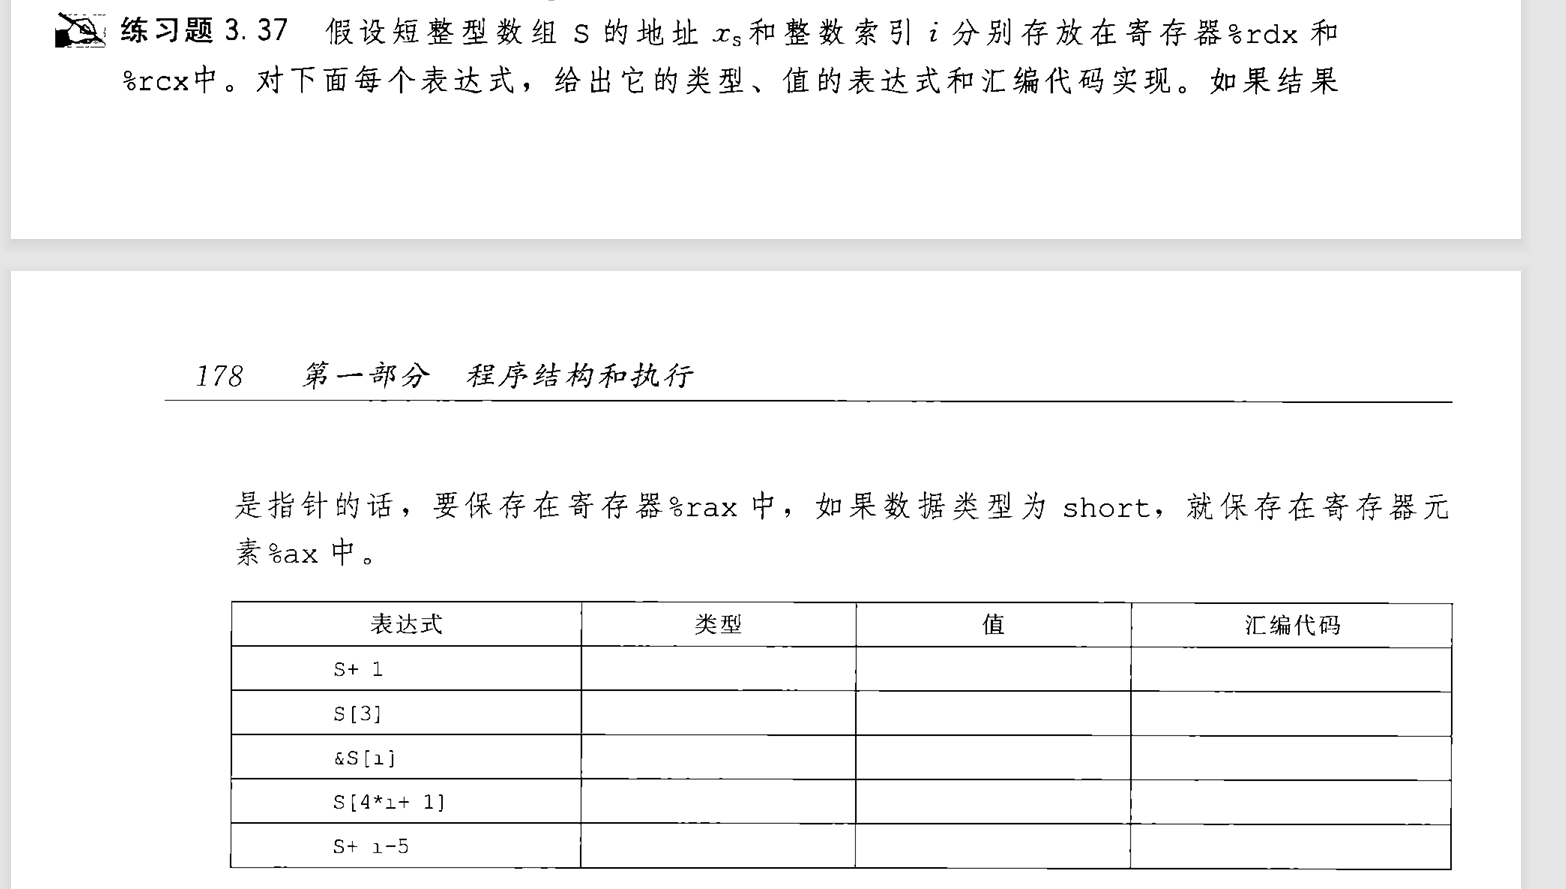 练习题 3.37 假设短整型数组 S 的地址 xs和整数索引 i 分别存放在寄存器%rdx 和
%rcx中。对下面每个表达式，给出它的类型、值的表达式和汇编代码实现。如果结果
178 第一部分 程序结构和执行
是指针的话，要保存在寄存器%rax 中，如果数据类型为 short，就保存在寄存器元
素%ax 中。
表达式 类型 值 汇编代码
S+ 1
S[3]
&S[i]
S[4*i+ 1]
S+ i-5